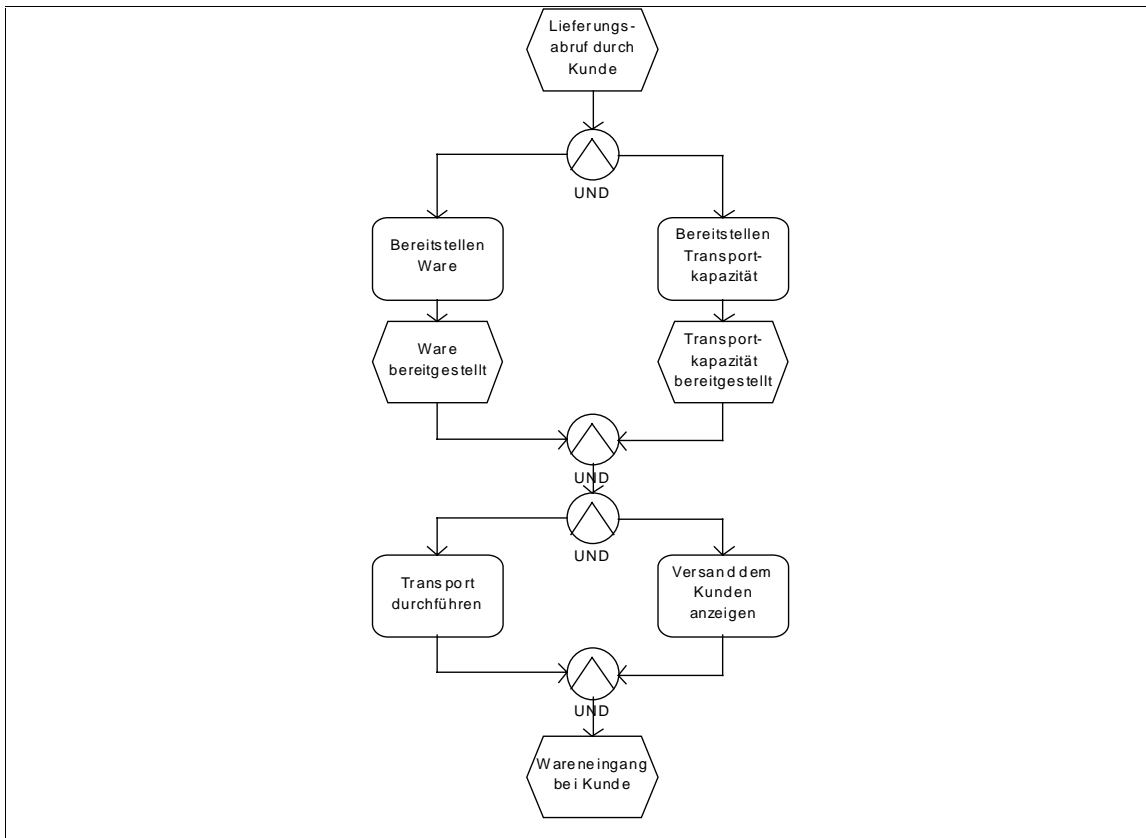 Lieferungs-
abruf durch
Kunde
UND
Bereitstellen
Ware
Bereitstellen
Transport-
kapazität
Ware
bereitgestellt
Transport-
kapazität
bereitgestellt
UND
UND
Transport
durchführen
Versand dem
Kunden
anzeigen
UND
Wareneingang
bei Kunde